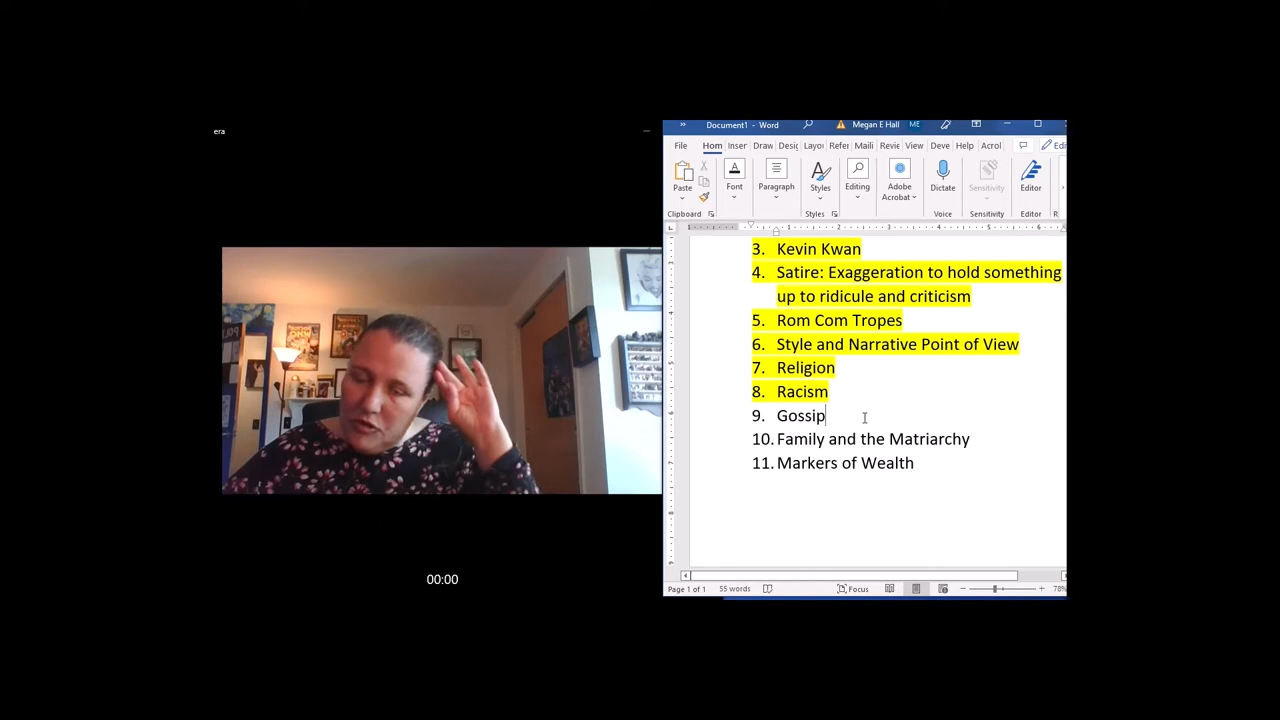 era
Document1 - Word
Megan E Hall
ME
File Hom Inser Draw Desig Layou Refer Maili Revie View Deve Help Acrol
Edi
Paste
Font
Paragraph
Styles
Editing
Adobe
Acrobat
Dictate
Sensitivity
Editor
Clipboard
Styles
Voice
Sensitivity
Editor
R
3. Kevin Kwan
4. Satire: Exaggeration to hold something
up to ridicule and criticism
5. Rom Com Tropes
6. Style and Narrative Point of View
7. Religion
8. Racism
9. Gossip
10. Family and the Matriarchy
11. Markers of Wealth
00:00
Page 1 of 1 55 words Focus 78%